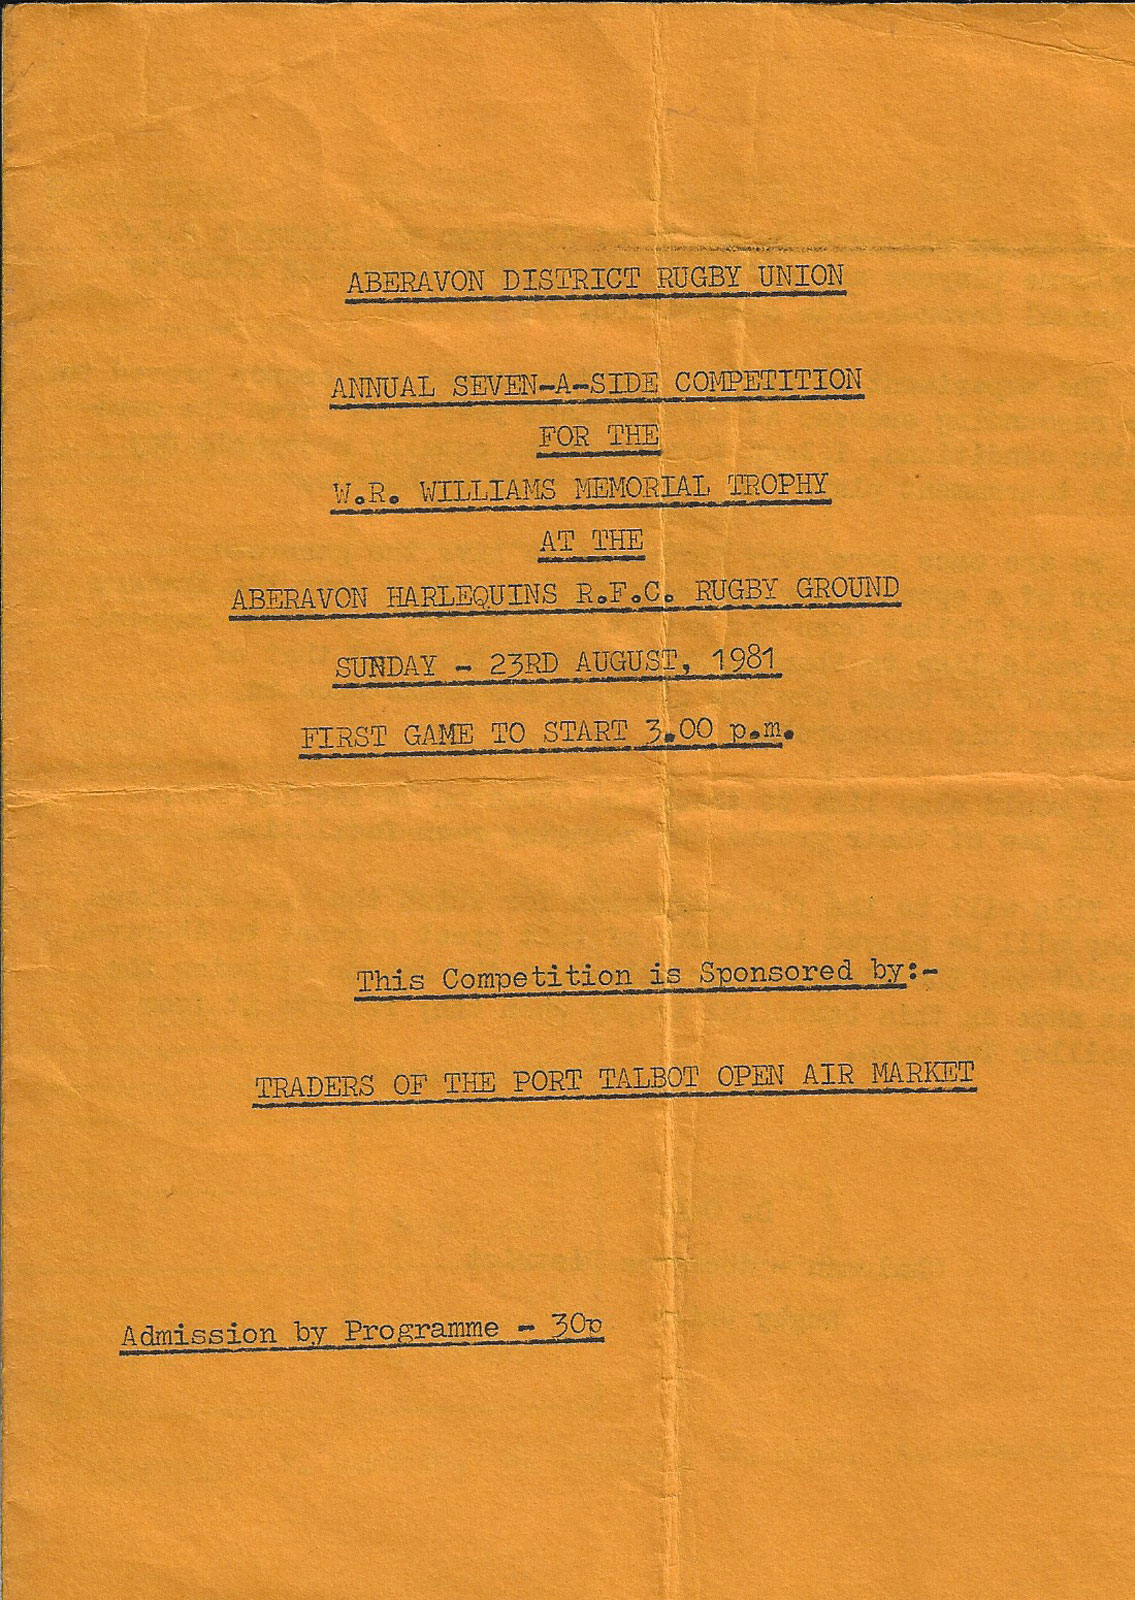 ABERAVON DISTRICT RUGBY UNION
ANNUAL SEVEN-A-SIDE COMPETITION
FOR THE
W.R. WILLIAMS MEMORIAL TROPHY
AT THE
ABERAVON HARLEQUINS R.F.C. RUGBY GROUND
SUNDAY - 23RD AUGUST, 1981
FIRST GAME TO START 3.00 p.m.
This Competition is Sponsored by:-
TRADERS OF THE PORT TALBOT OPEN AIR MARKET
Admission by Programme - 30p